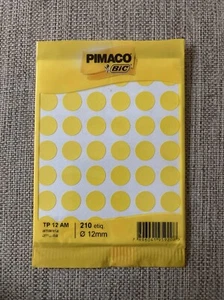 PIMACO
BIC
TP 12 AM
210 etiq
Ø 12mm